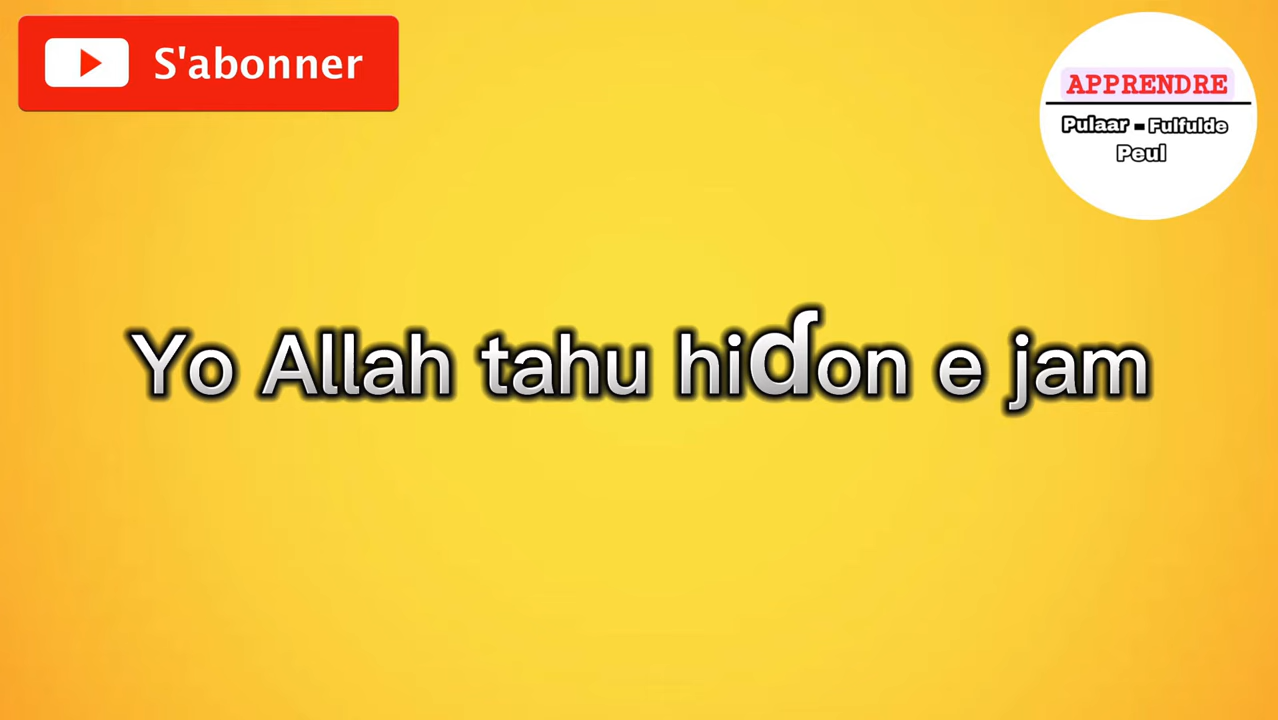 S'abonner
APPRENDRE
Pulaar - Fulfulde
Peul
Yo Allah tahu hiɗon e jam